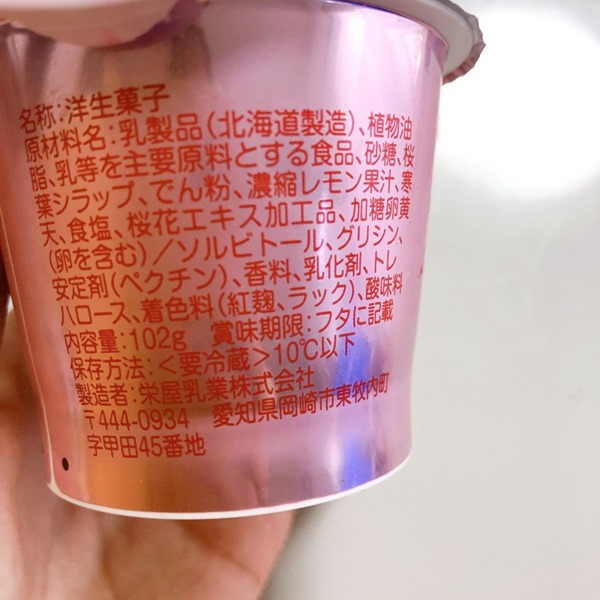 名称:洋生菓子
原材料名:乳製品(北海道製造)、植物油
脂、乳等を主要原料とする食品、砂糖、桜
葉シラップ、でん粉、濃縮レモン果汁、寒
天、食塩、桜花エキス加工品、加糖卵黄
(卵を含む)/ソルビトール、グリシン、
安定剤(ペクチン)、香料、乳化剤、トレ
ハロース、着色料(紅麹、ラック)、酸味料
内容量:102g 賞味期限:フタに記載
保存方法:<要冷蔵>10℃以下
製造者:栄屋乳業株式会社
〒444-0934 愛知県岡崎市東牧内町
字甲田45番地